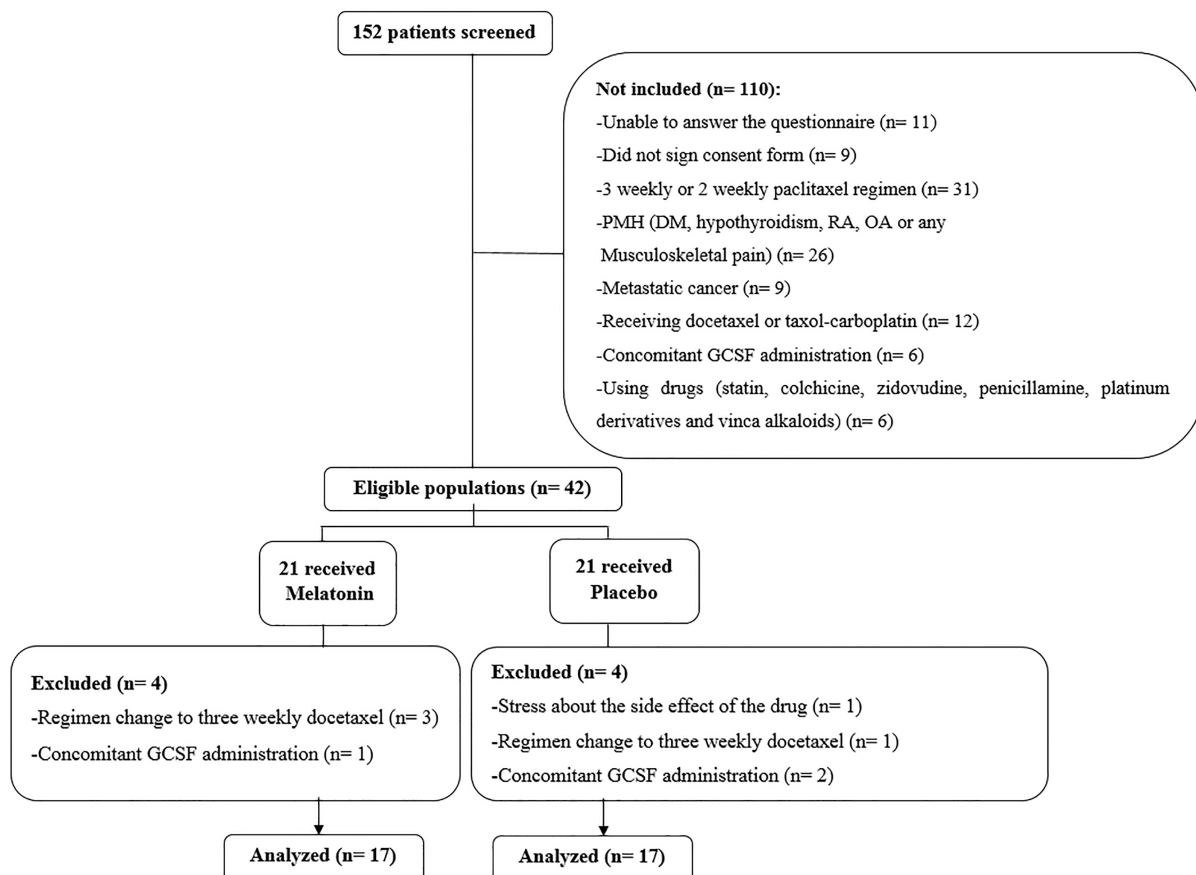 152 patients screened
Not included (n= 110):
-Unable to answer the questionnaire (n= 11)
-Did not sign consent form (n= 9)
-3 weekly or 2 weekly paclitaxel regimen (n= 31)
-PMH (DM, hypothyroidism, RA, OA or any
Musculoskeletal pain) (n= 26)
-Metastatic cancer (n= 9)
-Receiving docetaxel or taxol-carboplatin (n= 12)
-Concomitant GCSF administration (n= 6)
-Using drugs (statin, colchicine, zidovudine, penicillamine, platinum
derivatives and vinca alkaloids) (n= 6)
Eligible populations (n= 42)
21 received
Melatonin
21 received
Placebo
Excluded (n= 4)
-Regimen change to three weekly docetaxel (n= 3)
-Concomitant GCSF administration (n= 1)
Excluded (n= 4)
-Stress about the side effect of the drug (n= 1)
-Regimen change to three weekly docetaxel (n= 1)
-Concomitant GCSF administration (n= 2)
Analyzed (n= 17)
Analyzed (n= 17)